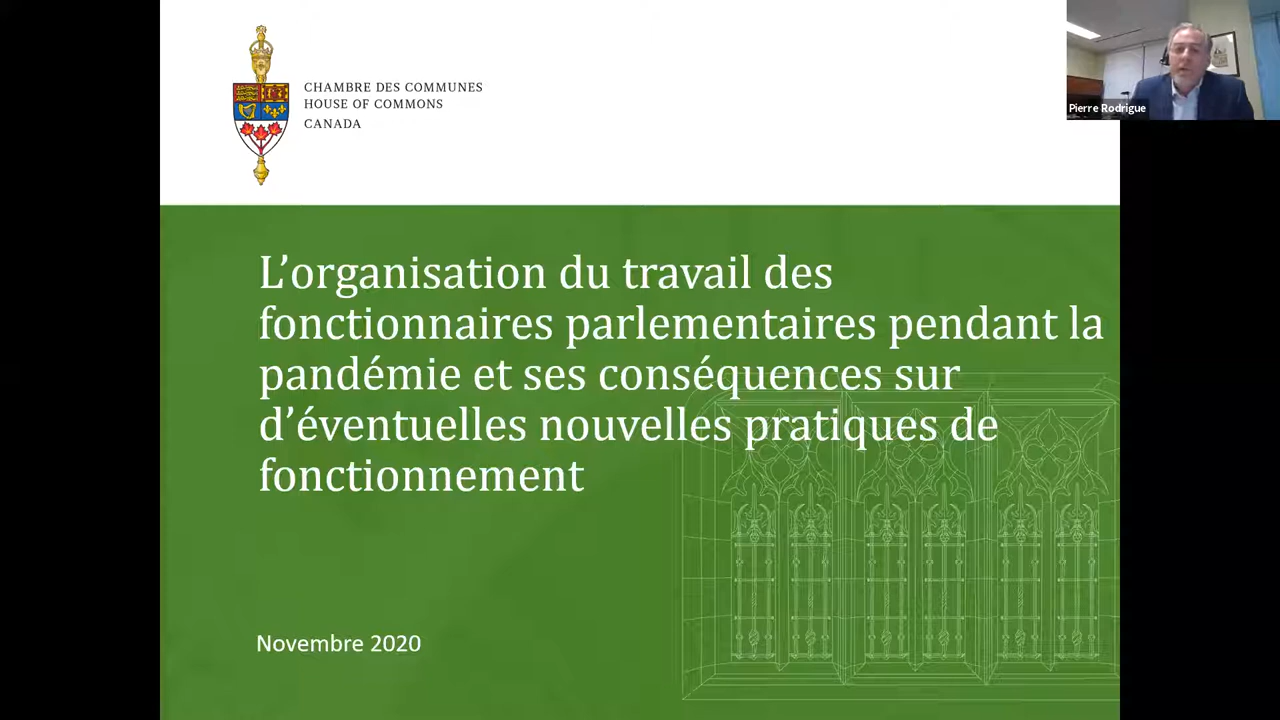 CHAMBRE DES COMMUNES
HOUSE OF COMMONS
CANADA
Pierre Rodrigue
L’organisation du travail des
fonctionnaires parlementaires pendant la
pandémie et ses conséquences sur
d’éventuelles nouvelles pratiques de
fonctionnement
Novembre 2020